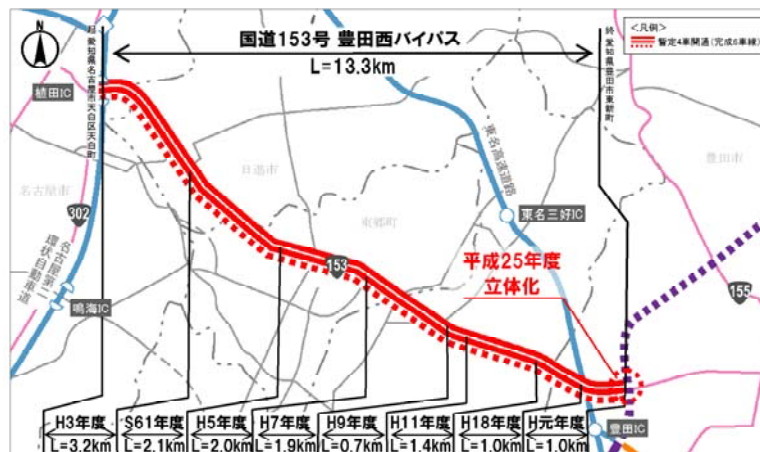 国道153号 豊田西バイパス
L=13.3km
<凡例>
暫定4車開通(完成6車線)
起 愛知県名古屋市天白区天白町
終 愛知県豊田市東新町
植田IC
名古屋市
302
名古屋第二
環状自動車道
鳴海IC
日進市
東郷町
153
東名高速道路
東名三好IC
豊田市
155
平成25年度
立体化
豊田IC
H3年度
L=3.2km
S61年度
L=2.1km
H5年度
L=2.0km
H7年度
L=1.9km
H9年度
L=0.7km
H11年度
L=1.4km
H18年度
L=1.0km
H元年度
L=1.0km